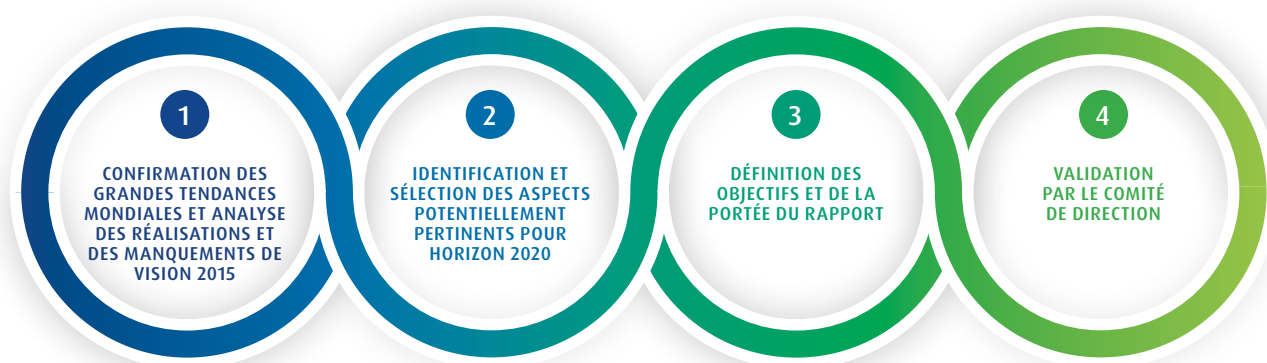 1
CONFIRMATION DES
GRANDES TENDANCES
MONDIALES ET ANALYSE
DES RÉALISATIONS ET
DES MANQUEMENTS DE
VISION 2015
2
IDENTIFICATION ET
SÉLECTION DES ASPECTS
POTENTIELLEMENT
PERTINENTS POUR
HORIZON 2020
3
DÉFINITION DES
OBJECTIFS ET DE LA
PORTÉE DU RAPPORT
4
VALIDATION
PAR LE COMITÉ
DE DIRECTION